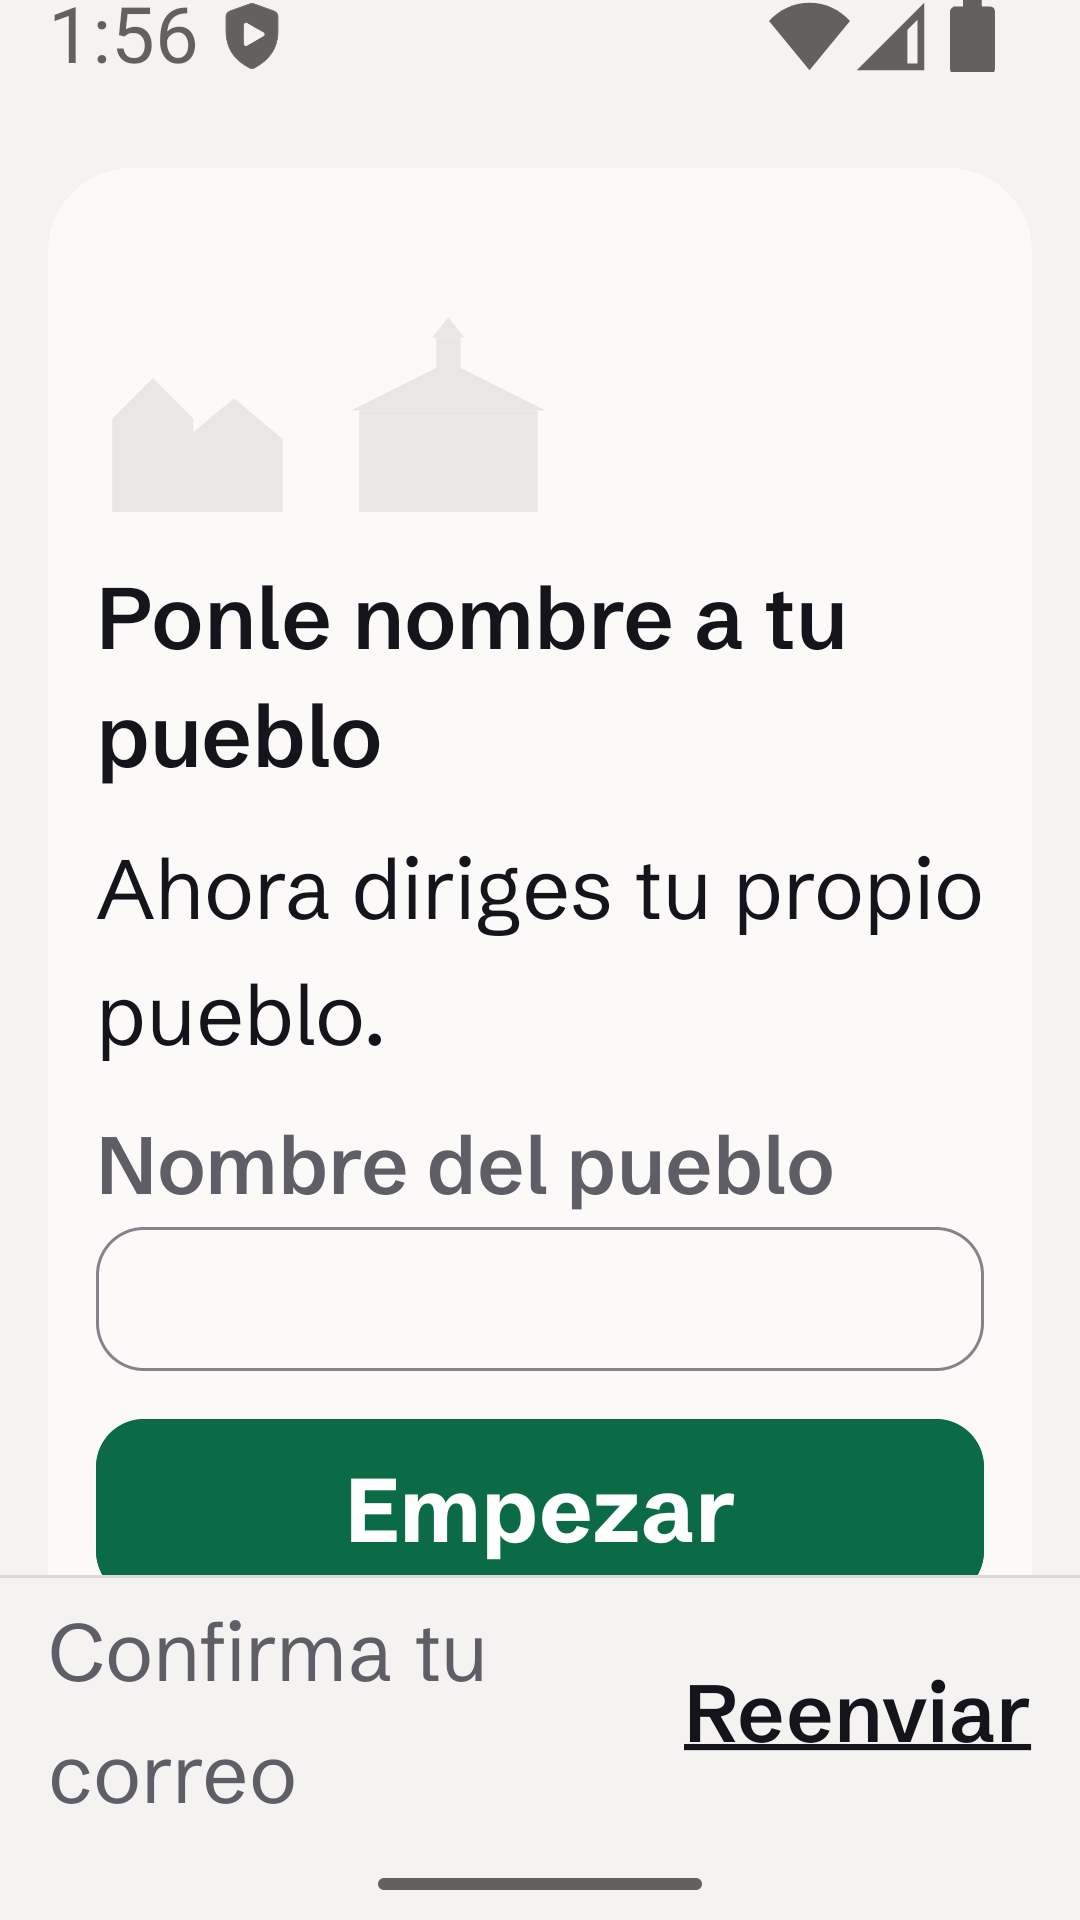 1:56
Ponle nombre a tu
pueblo
Ahora diriges tu propio
pueblo.
Nombre del pueblo
Empezar
Confirma tu
correo
Reenviar